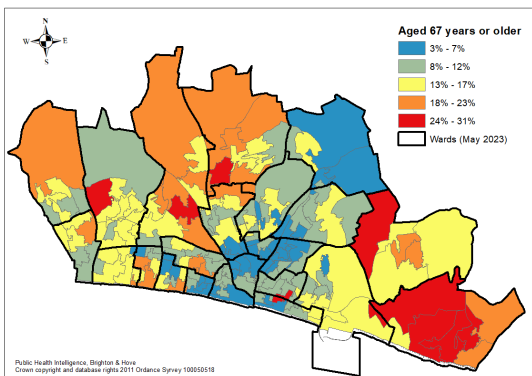 N
W E
S
Aged 67 years or older
3% - 7%
8% - 12%
13% - 17%
18% - 23%
24% - 31%
Wards (May 2023)
Public Health Intelligence, Brighton & Hove
Crown copyright and database rights 2011 Ordance Syrvey 100050518